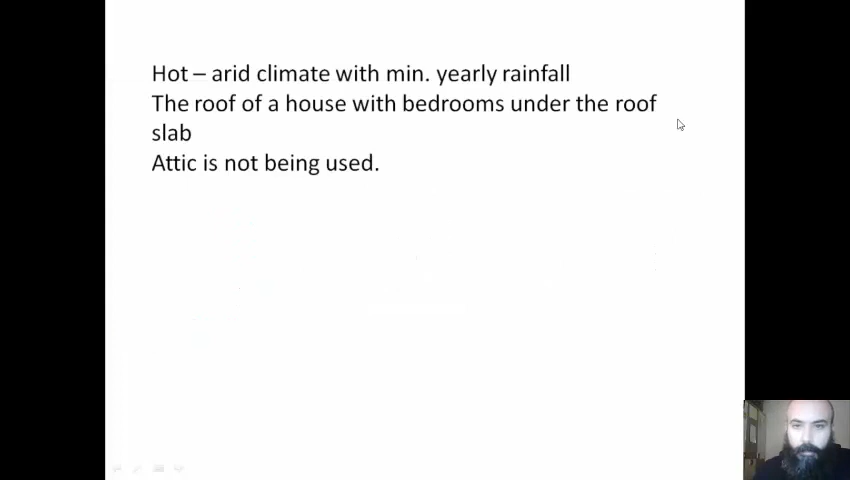 Hot – arid climate with min. yearly rainfall
The roof of a house with bedrooms under the roof
slab
Attic is not being used.